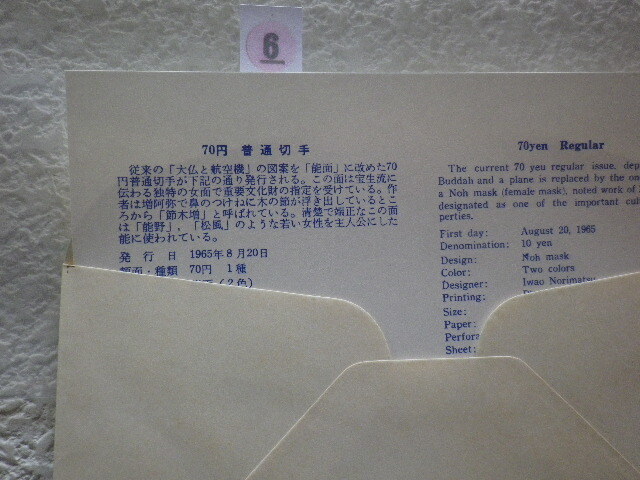 6
70円 普通切手
従来の「大仏と航空機」の図案を「能面」に改めた70
円普通切手が下記の通り発行される。この面は宝生流に
伝わる独特の女面で重要文化財の指定を受けている。作
者は増阿弥で鼻のつけねに木の節が浮き出しているとこ
ろから「節木増」と呼ばれている。清楚で端正なこの面
は「熊野」,「松風」のような若い女性を主人公にした
能に使われている。
発行日 1965年8月20日
額面・種類 70円 1種
(2色)
70yen Regular
The current 70 yeu regular issue, dep
Buddah and a plane is replaced by the one
a Noh mask (female mask), noted work of
designated as one of the important cul
perties.
First day: August 20, 1965
Denomination: 10 yen
Design: Noh mask
Color: Two colors
Designer: Iwao Norimatsu
Printing:
Size:
Paper:
Perfora
Sheet: